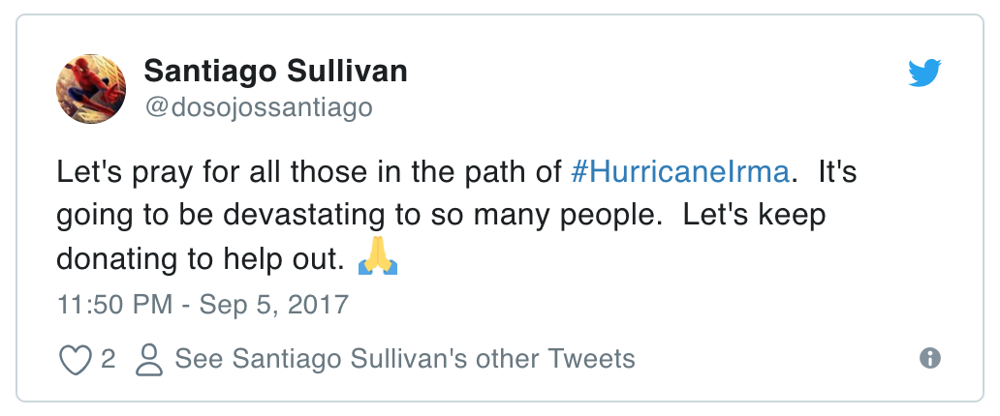 Santiago Sullivan
@dosojossantiago
Let's pray for all those in the path of #HurricaneIrma.  It's
going to be devastating to so many people.  Let's keep
donating to help out. 🙏
11:50 PM - Sep 5, 2017
2 See Santiago Sullivan's other Tweets